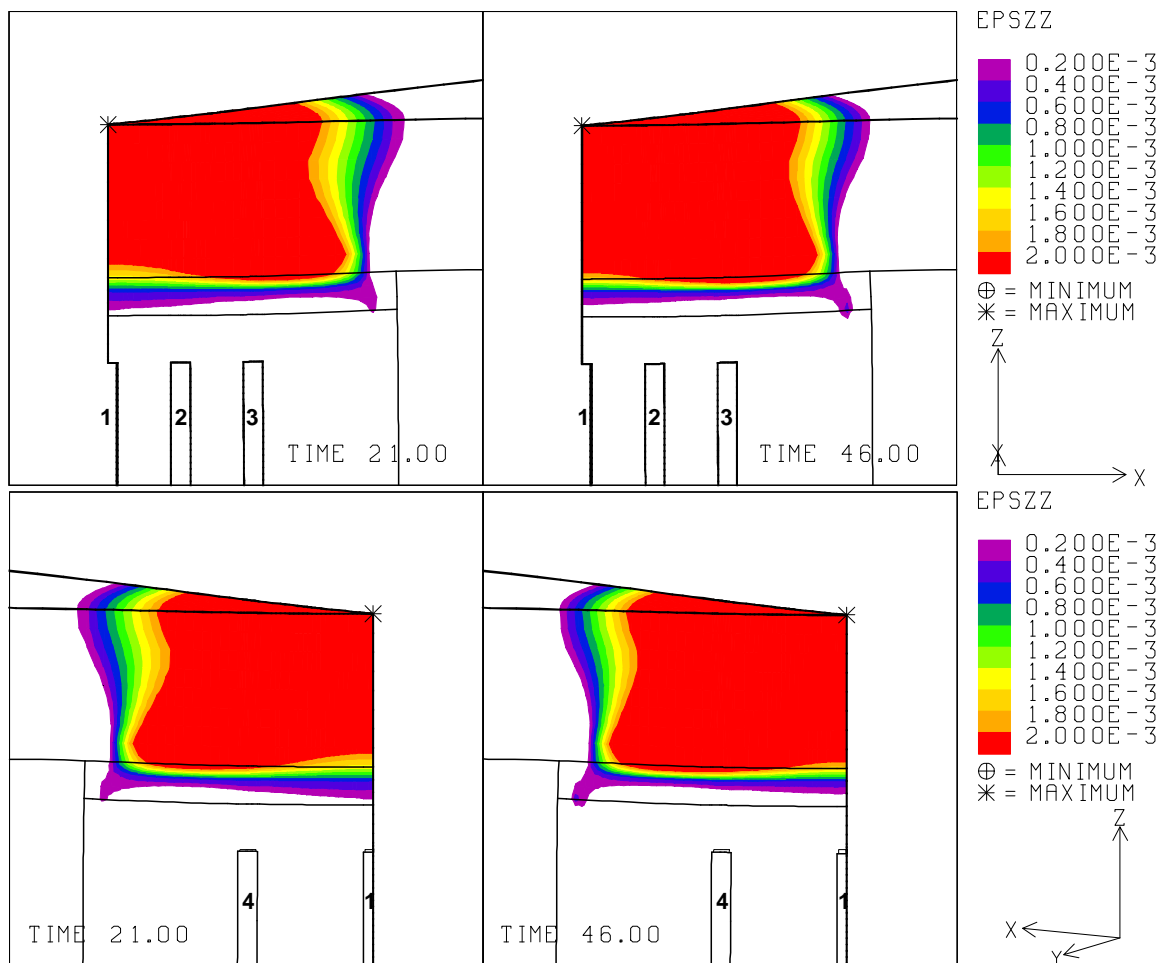 EPSZZ
0.200E-3
0.400E-3
0.600E-3
0.800E-3
1.000E-3
1.200E-3
1.400E-3
1.600E-3
1.800E-3
2.000E-3
⊕ = MINIMUM
✳ = MAXIMUM
Z
X
X
1 2 3
TIME 21.00
1 2 3
TIME 46.00
EPSZZ
0.200E-3
0.400E-3
0.600E-3
0.800E-3
1.000E-3
1.200E-3
1.400E-3
1.600E-3
1.800E-3
2.000E-3
⊕ = MINIMUM
✳ = MAXIMUM
Z
X
Y
4 1
TIME 21.00
4 1
TIME 46.00